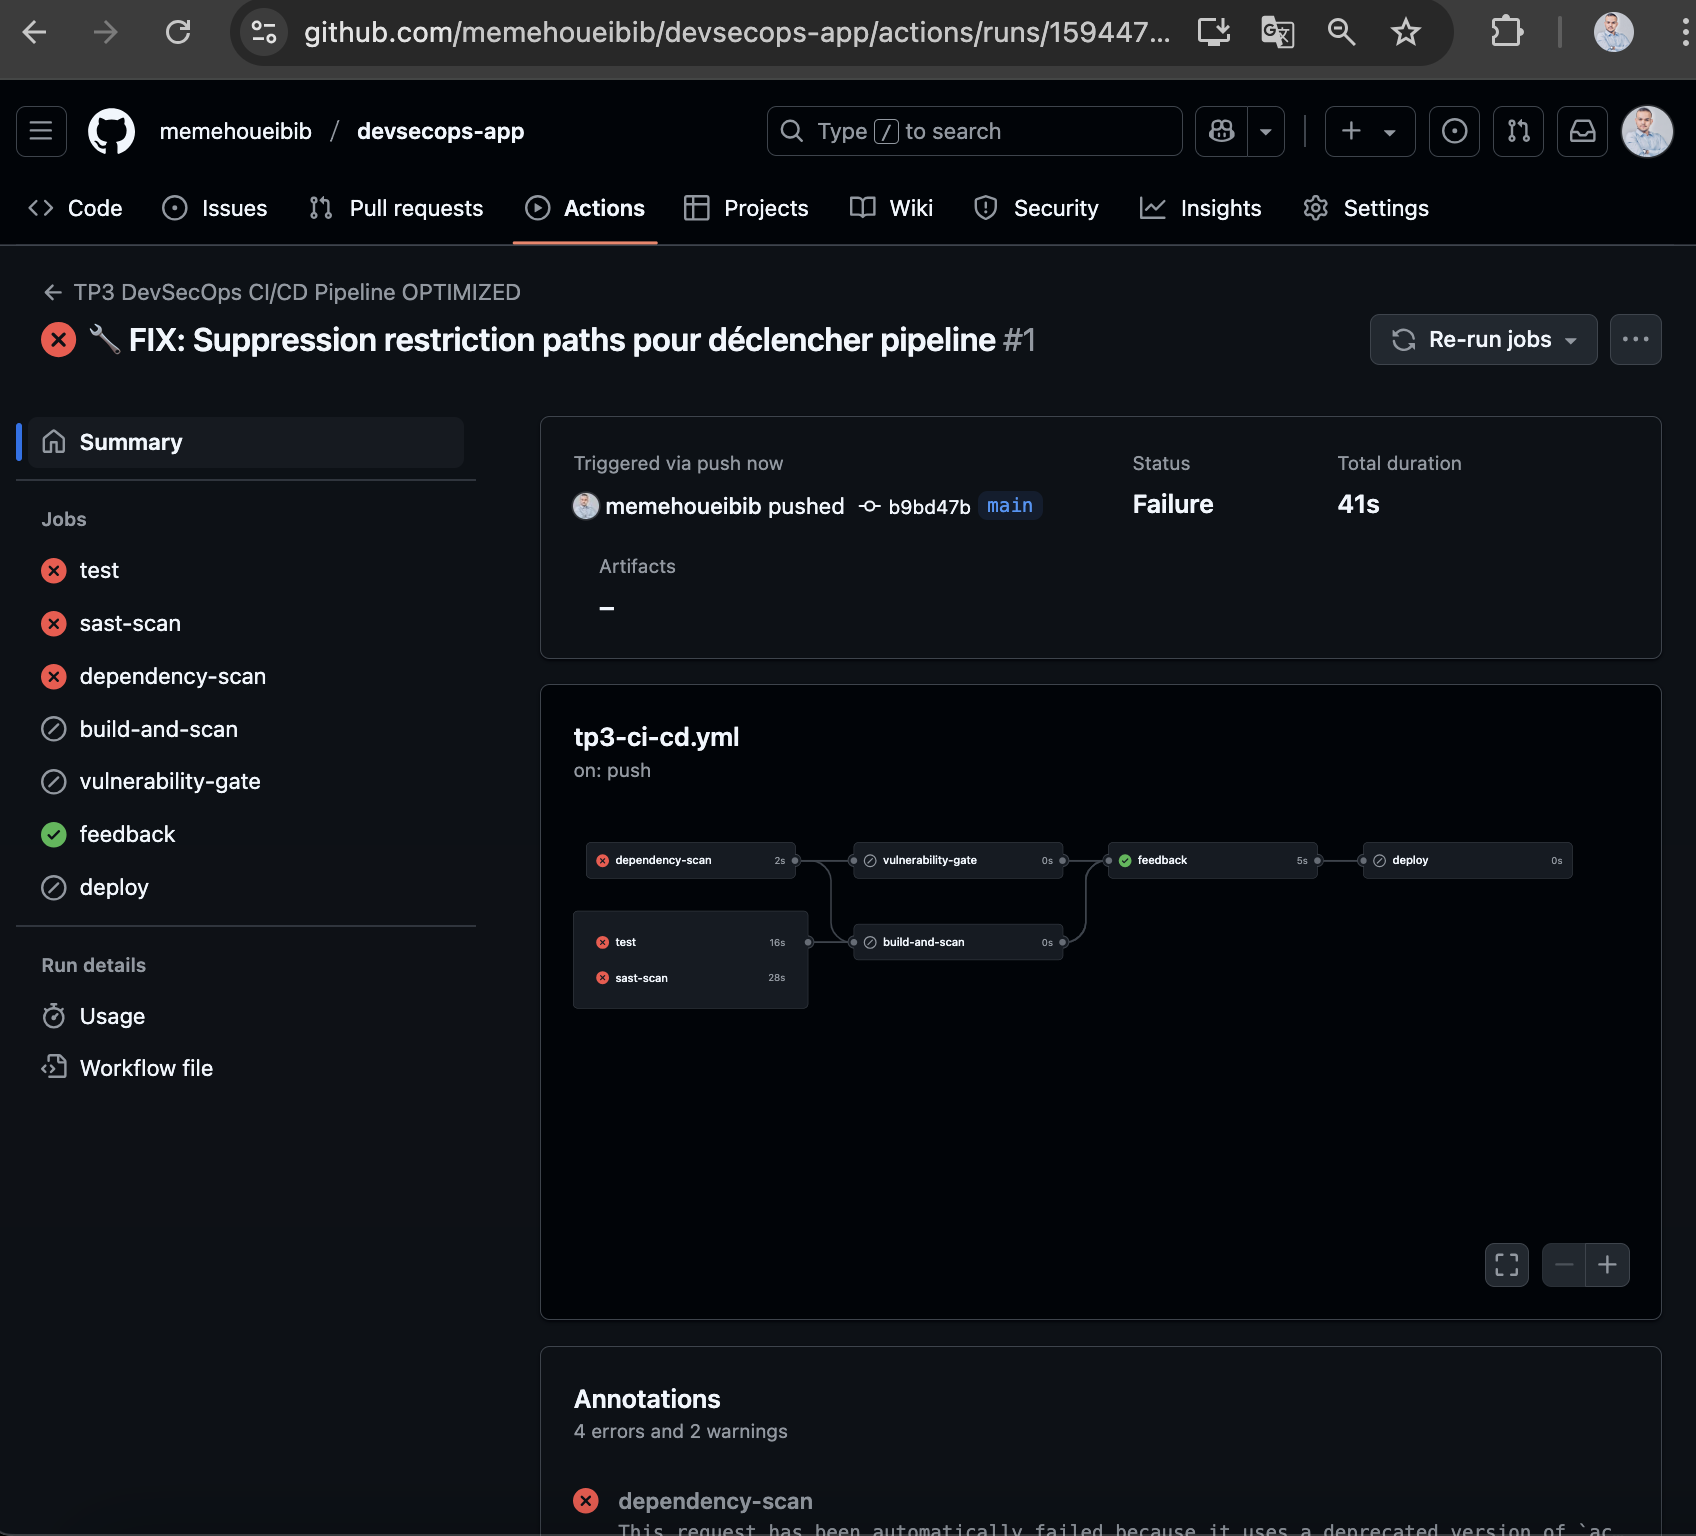 github.com/memehoueibib/devsecops-app/actions/runs/159447...
memehoueibib / devsecops-app
Type / to search
Code
Issues
Pull requests
Actions
Projects
Wiki
Security
Insights
Settings
← TP3 DevSecOps CI/CD Pipeline OPTIMIZED
🔧 FIX: Suppression restriction paths pour déclencher pipeline #1
Re-run jobs
Summary
Jobs
test
sast-scan
dependency-scan
build-and-scan
vulnerability-gate
feedback
deploy
Run details
Usage
Workflow file
Triggered via push now
memehoueibib pushed b9bd47b main
Status
Failure
Total duration
41s
Artifacts
–
tp3-ci-cd.yml
on: push
dependency-scan 2s
vulnerability-gate 0s
feedback 5s
deploy 0s
test 16s
build-and-scan 0s
sast-scan 28s
Annotations
4 errors and 2 warnings
dependency-scan
This request has been automatically failed because it uses a deprecated version of `ac